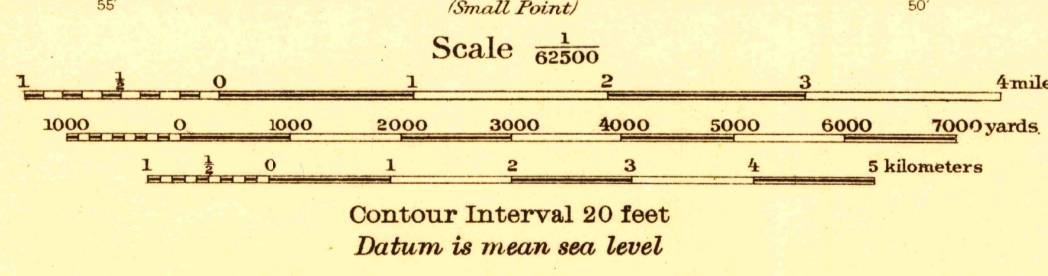 55' (Small Point) 50'
Scale 1/62500
1 ½ 0 1 2 3 4 mile
1000 0 1000 2000 3000 4000 5000 6000 7000 yards.
1 ½ 0 1 2 3 4 5 kilometers
Contour Interval 20 feet
Datum is mean sea level